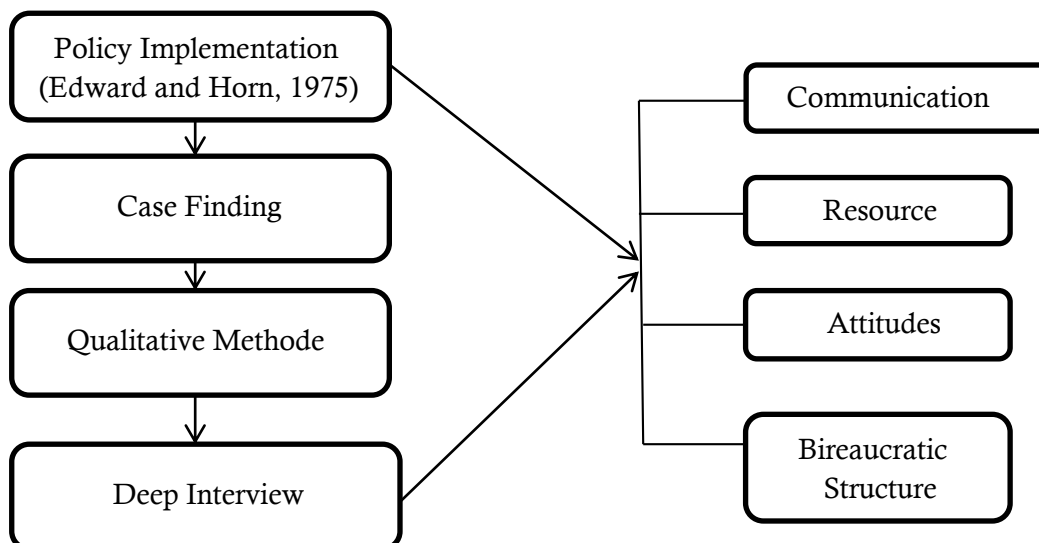 Policy Implementation
(Edward and Horn, 1975)
Case Finding
Qualitative Methode
Deep Interview
Communication
Resource
Attitudes
Bireaucratic
Structure